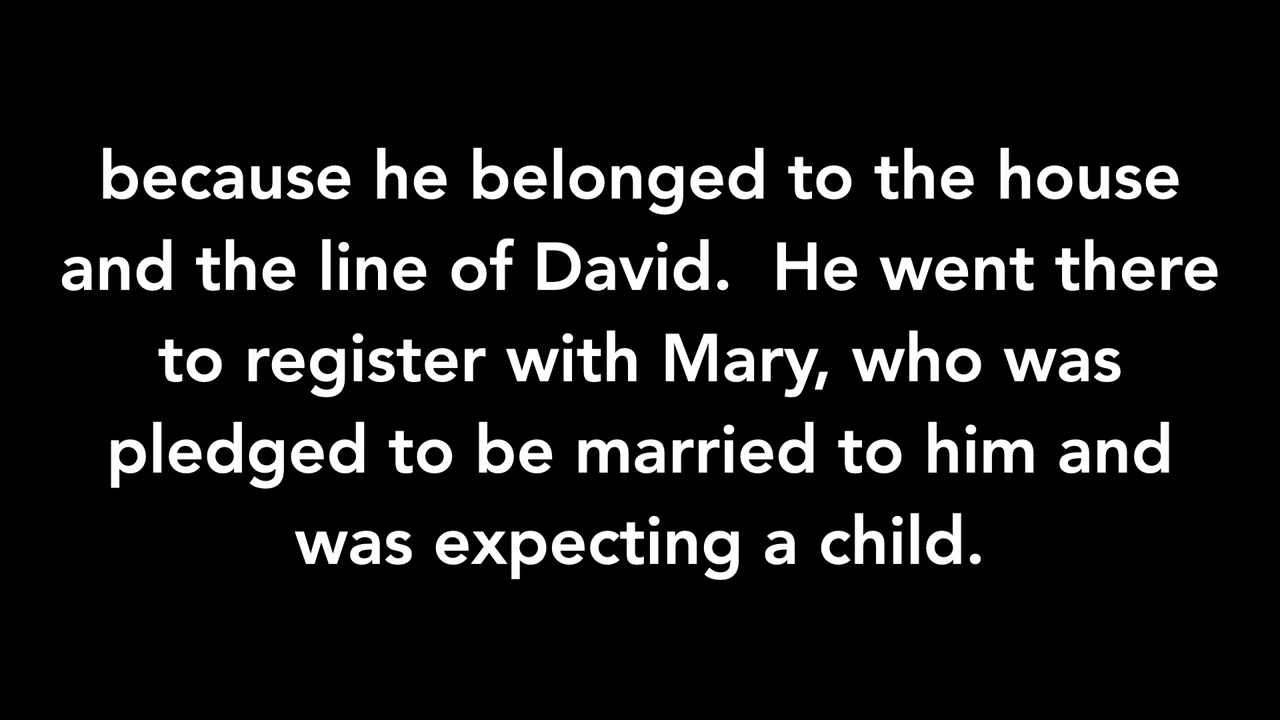 because he belonged to the house
and the line of David.  He went there
to register with Mary, who was
pledged to be married to him and
was expecting a child.